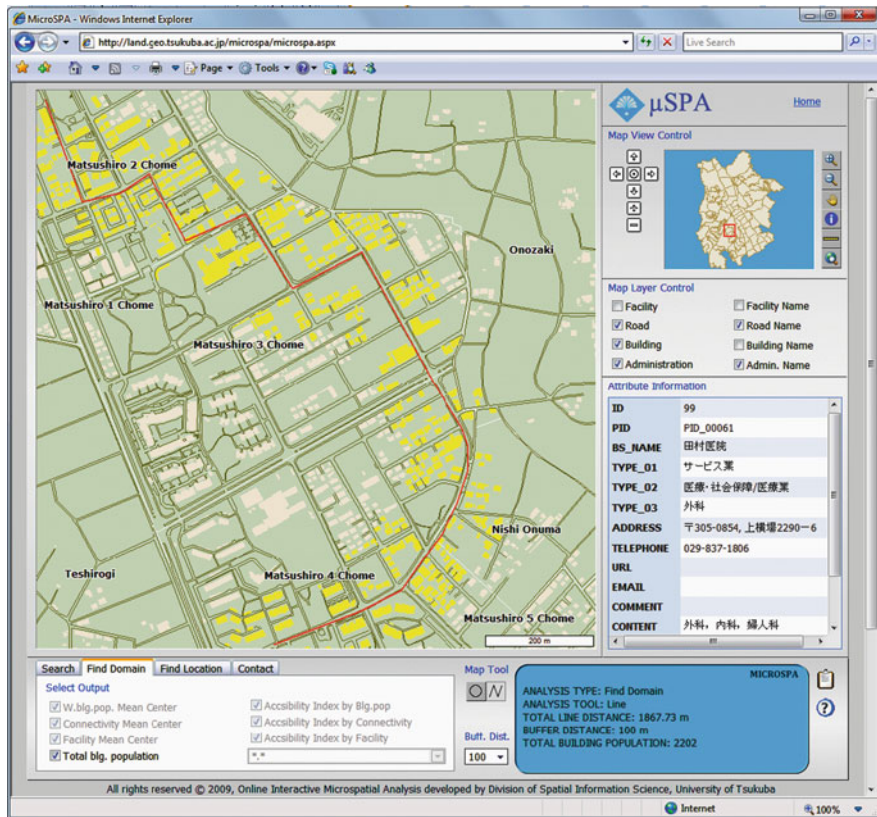 MicroSPA - Windows Internet Explorer
http://land.geo.tsukuba.ac.jp/microspa/microspa.aspx
Live Search
Page
Tools
μSPA
Home
Map View Control
Matsushiro 2 Chome
Onozaki
Matsushiro 1 Chome
Matsushiro 3 Chome
Nishi Onuma
Teshirogi
Matsushiro 4 Chome
Matsushiro 5 Chome
200 m
Map Layer Control
Facility
Facility Name
Road
Road Name
Building
Building Name
Administration
Admin. Name
Attribute Information
ID 99
PID PID_00061
BS_NAME 田村医院
TYPE_01 サービス業
TYPE_02 医療・社会保障/医療業
TYPE_03 外科
ADDRESS 〒305-0854, 上横場2290ー6
TELEPHONE 029-837-1806
URL
EMAIL
COMMENT
CONTENT 外科, 内科, 婦人科
Search
Find Domain
Find Location
Contact
Select Output
W.blg.pop. Mean Center
Accsibility Index by Blg.pop
Connectivity Mean Center
Accsibility Index by Connectivity
Facility Mean Center
Accsibility Index by Facility
Total blg. population
*.*
Map Tool
Buff. Dist.
100
MICROSPA
ANALYSIS TYPE: Find Domain
ANALYSIS TOOL: Line
TOTAL LINE DISTANCE: 1867.73 m
BUFFER DISTANCE: 100 m
TOTAL BUILDING POPULATION: 2202
All rights reserved @ 2009, Online Interactive Microspatial Analysis developed by Division of Spatial Information Science, University of Tsukuba
Internet
100%